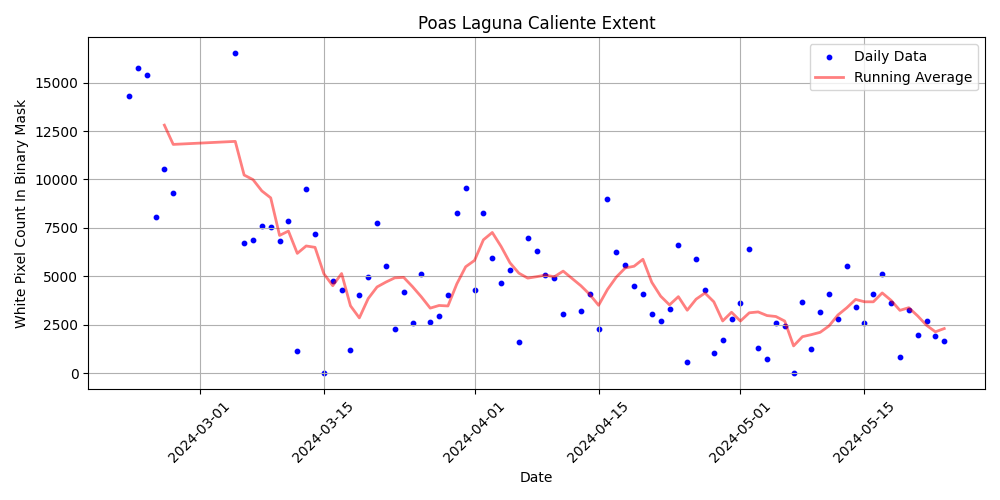 Poas Laguna Caliente Extent
Daily Data
Running Average
White Pixel Count In Binary Mask
15000
12500
10000
7500
5000
2500
0
2024-03-01
2024-03-15
2024-04-01
2024-04-15
2024-05-01
2024-05-15
Date